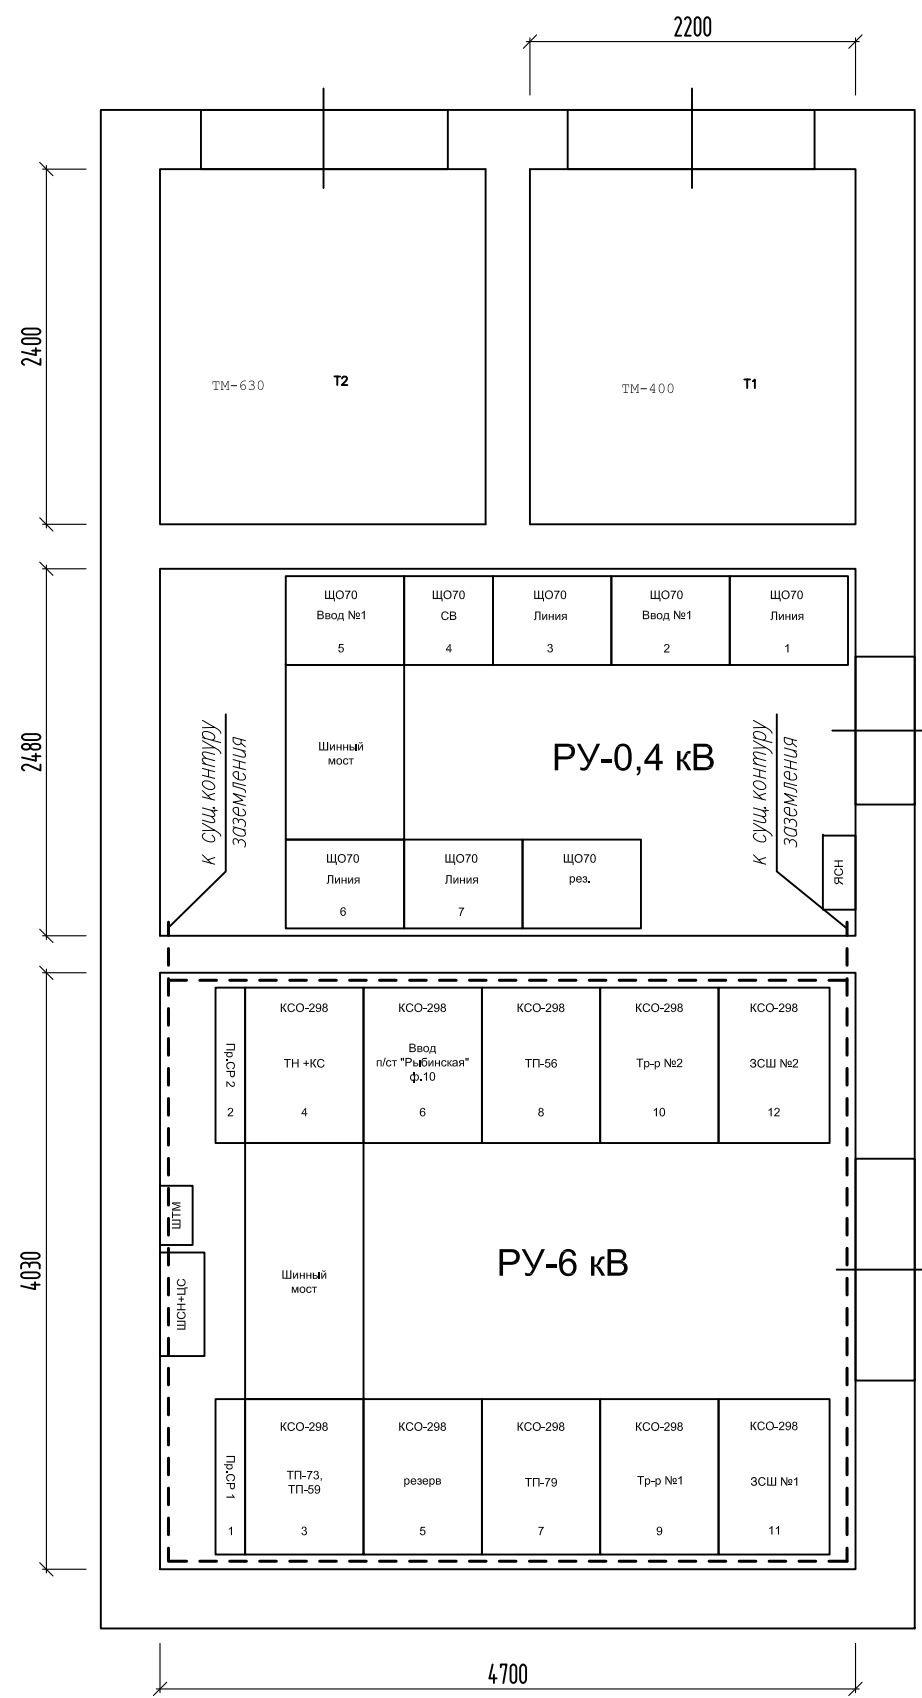 2200
2400
ТМ-630
Т2
ТМ-400
Т1
2480
ЩО70
Ввод №1
5
ЩО70
СВ
4
ЩО70
Линия
3
ЩО70
Ввод №1
2
ЩО70
Линия
1
к сущ. контуру
заземления
Шинный
мост
РУ-0,4 кВ
к сущ. контуру
заземления
ЯСН
ЩО70
Линия
6
ЩО70
Линия
7
ЩО70
рез.
4030
Пр.СР 2
2
КСО-298
ТН +КС
4
КСО-298
Ввод
п/ст "Рыбинская"
ф.10
6
КСО-298
ТП-56
8
КСО-298
Тр-р №2
10
КСО-298
ЗСШ №2
12
ШТМ
ШСН+ЦС
Шинный
мост
РУ-6 кВ
Пр.СР 1
1
КСО-298
ТП-73,
ТП-59
3
КСО-298
резерв
5
КСО-298
ТП-79
7
КСО-298
Тр-р №1
9
КСО-298
ЗСШ №1
11
4700